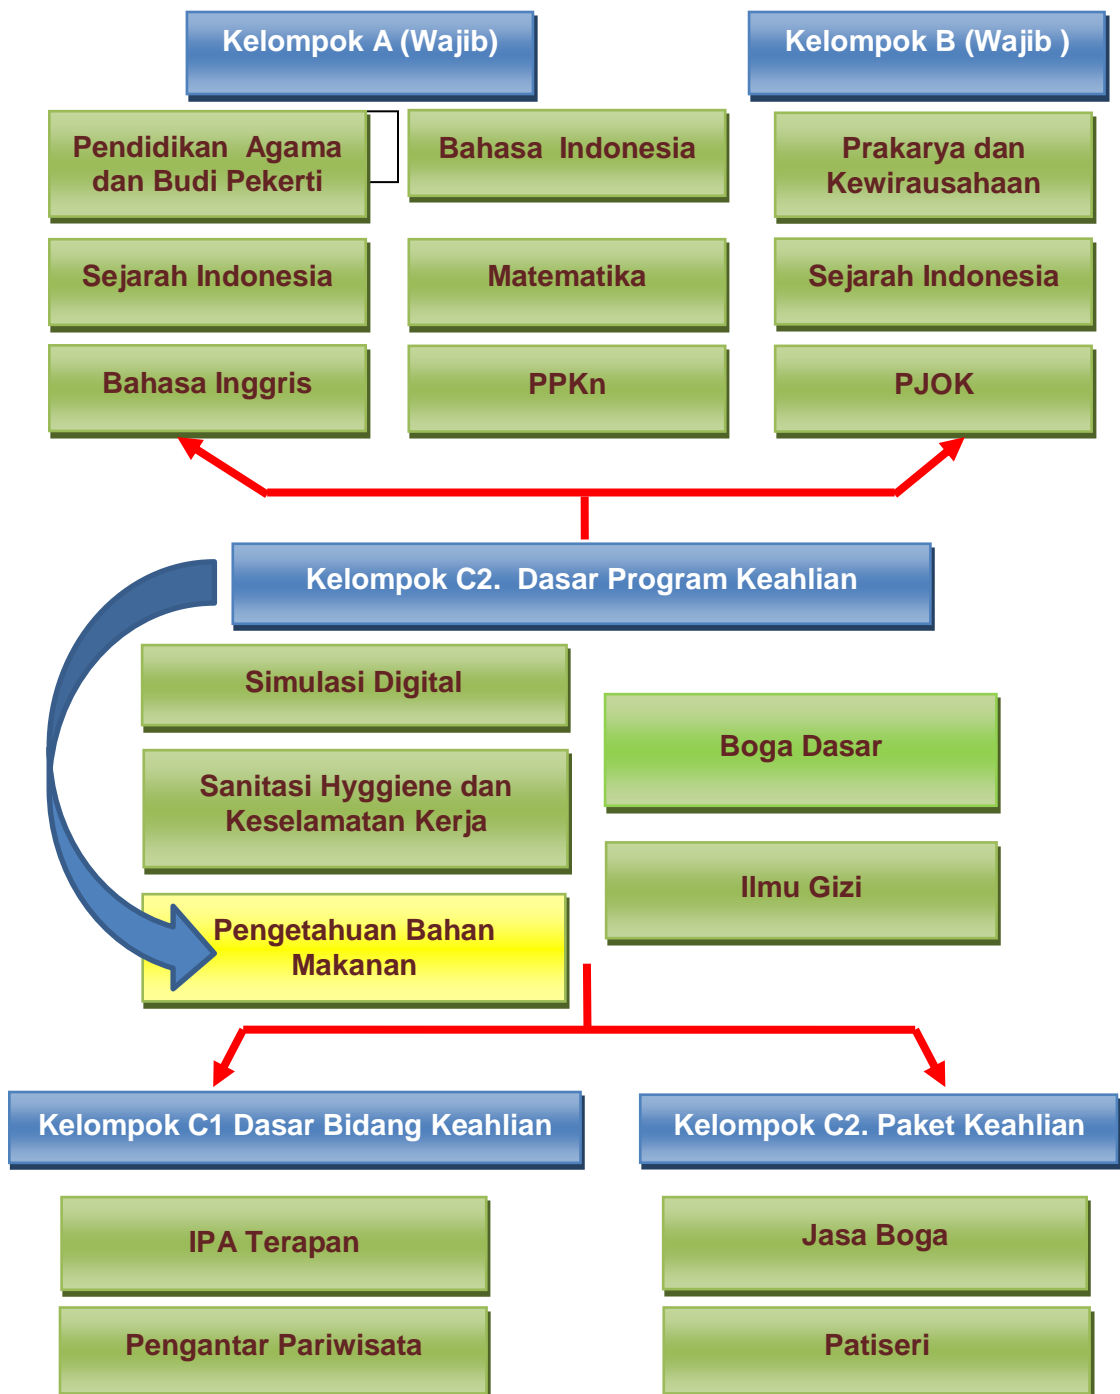 Kelompok A (Wajib)
Kelompok B (Wajib )
Pendidikan Agama
dan Budi Pekerti
Bahasa Indonesia
Prakarya dan
Kewirausahaan
Sejarah Indonesia
Matematika
Sejarah Indonesia
Bahasa Inggris
PPKn
PJOK
Kelompok C2. Dasar Program Keahlian
Simulasi Digital
Boga Dasar
Sanitasi Hyggiene dan
Keselamatan Kerja
Ilmu Gizi
Pengetahuan Bahan
Makanan
Kelompok C1 Dasar Bidang Keahlian
Kelompok C2. Paket Keahlian
IPA Terapan
Jasa Boga
Pengantar Pariwisata
Patiseri